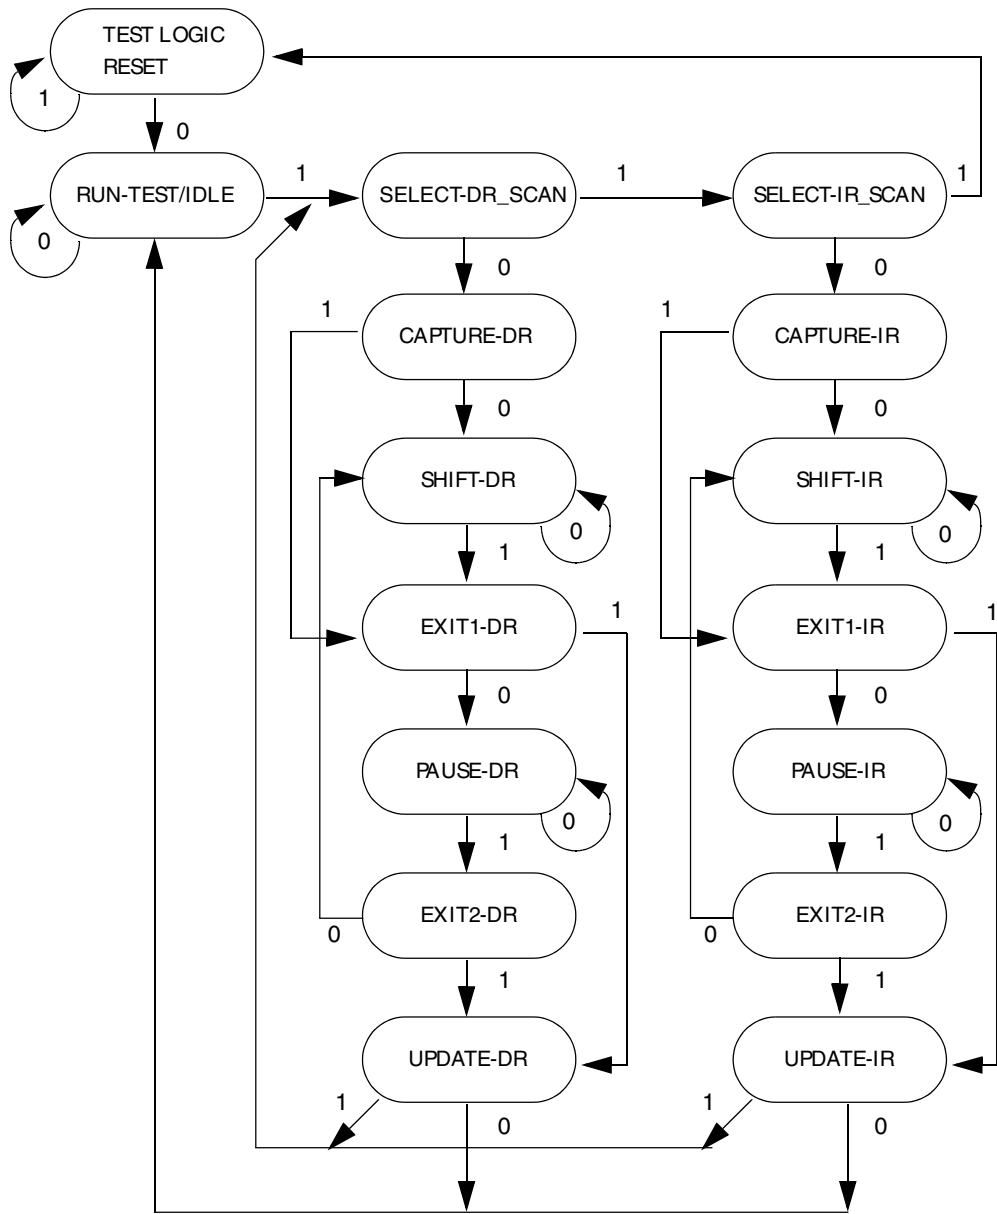 TEST LOGIC
RESET
1
0
RUN-TEST/IDLE
0
1
SELECT-DR_SCAN
1
SELECT-IR_SCAN
1
0
0
1
CAPTURE-DR
1
CAPTURE-IR
0
0
SHIFT-DR
0
SHIFT-IR
0
1
1
EXIT1-DR
1
EXIT1-IR
1
0
0
PAUSE-DR
0
PAUSE-IR
0
1
1
EXIT2-DR
0
EXIT2-IR
0
1
1
UPDATE-DR
UPDATE-IR
1
0
1
0